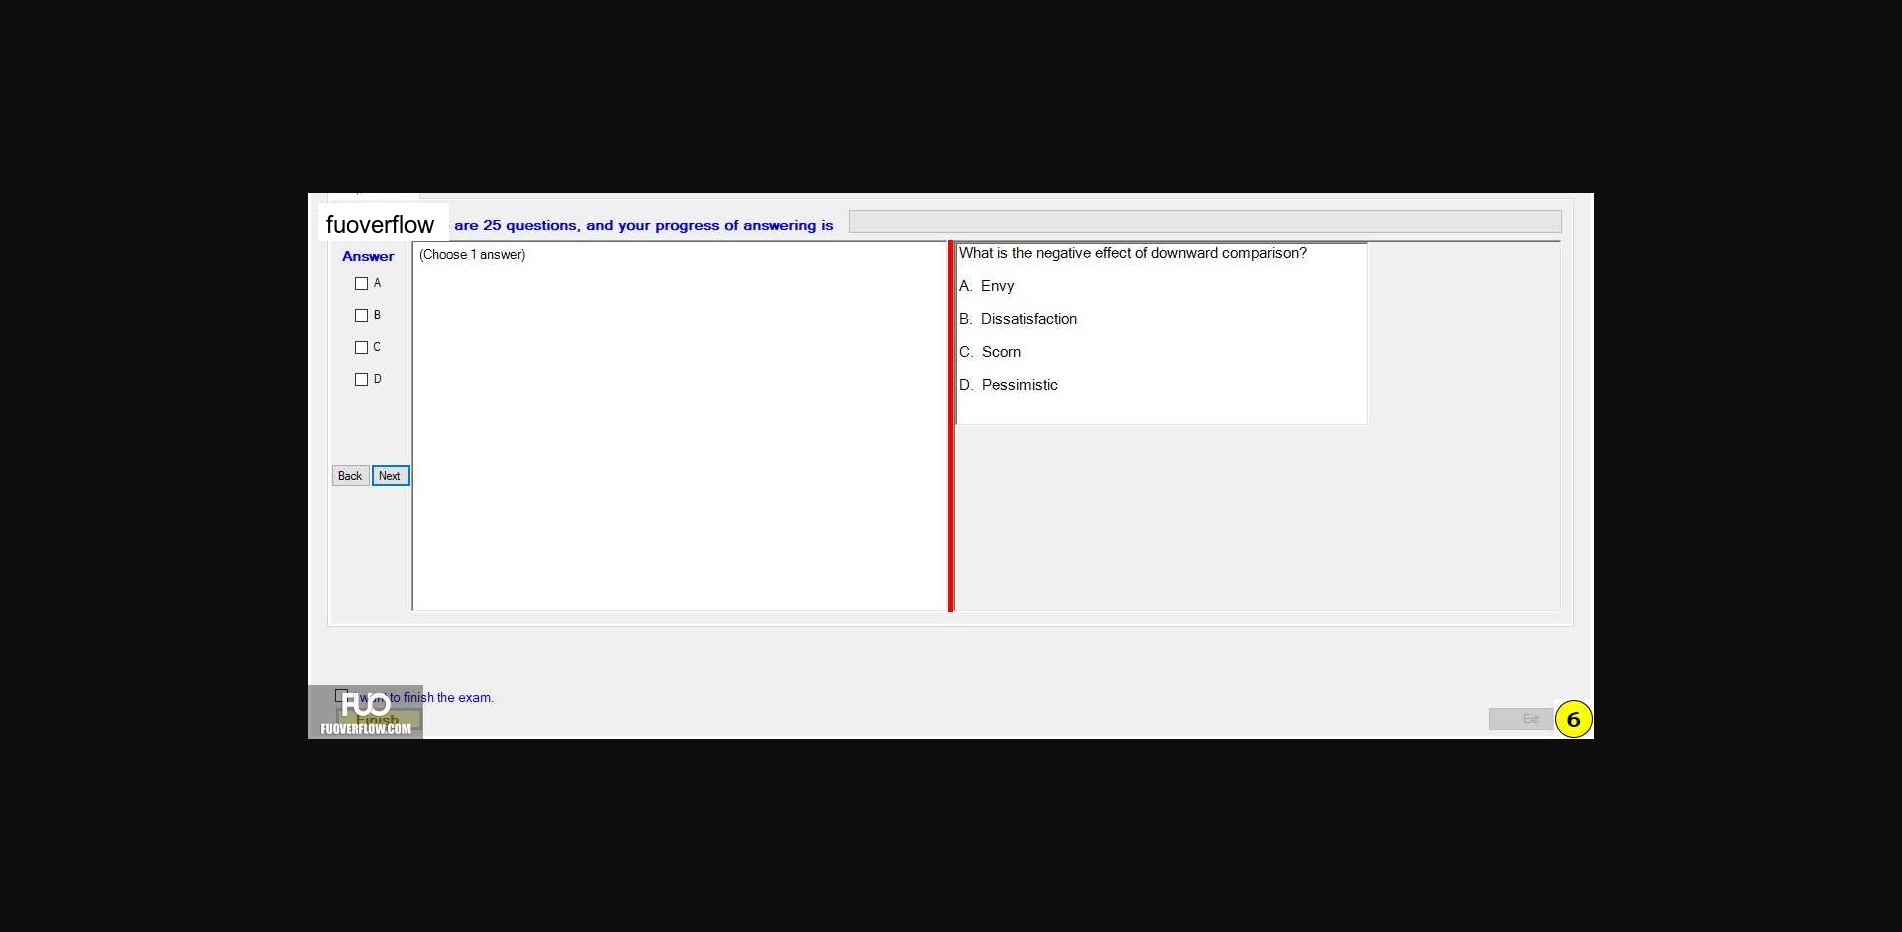 fuoverflow are 25 questions, and your progress of answering is
Answer
(Choose 1 answer)
A
B
C
D
Back Next
What is the negative effect of downward comparison?
A. Envy
B. Dissatisfaction
C. Scorn
D. Pessimistic
I want to finish the exam.
Finish
FUO
FUOVERFLOW.COM
Exit
6